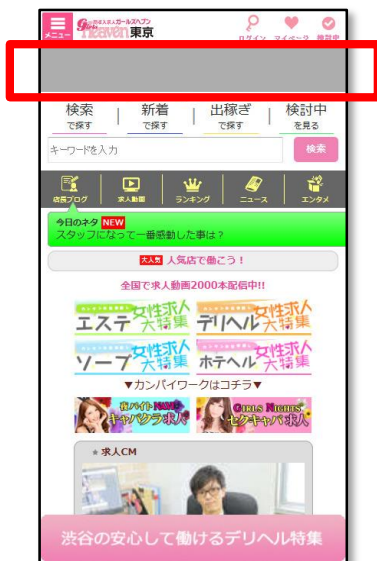 メニュー
ガールズヘブン
Girls Heaven 東京
ログイン マイページ 検討中
検索
で探す
新着
で探す
出稼ぎ
で探す
検討中
を見る
キーワードを入力
検索
店長ブログ
求人動画
ランキング
ニュース
エンタメ
今日のネタ NEW
スタッフになって一番感動した事は？
大人気 人気店で働こう！
全国で求人動画2000本配信中!!
エステ 女性求人大特集
デリヘル 女性求人大特集
ソープ 女性求人大特集
ホテヘル 女性求人大特集
▼カンパイワークはコチラ▼
夜バイトNAVI
キャバクラ求人
GIRLS NIGHTS
セクキャバ求人
求人CM
渋谷の安心して働けるデリヘル特集